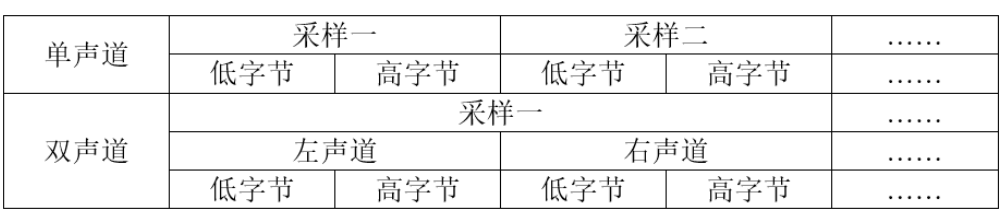 单声道 采样一 采样二 ……
低字节 高字节 低字节 高字节 ……
双声道 采样一 ……
左声道 右声道 ……
低字节 高字节 低字节 高字节 ……